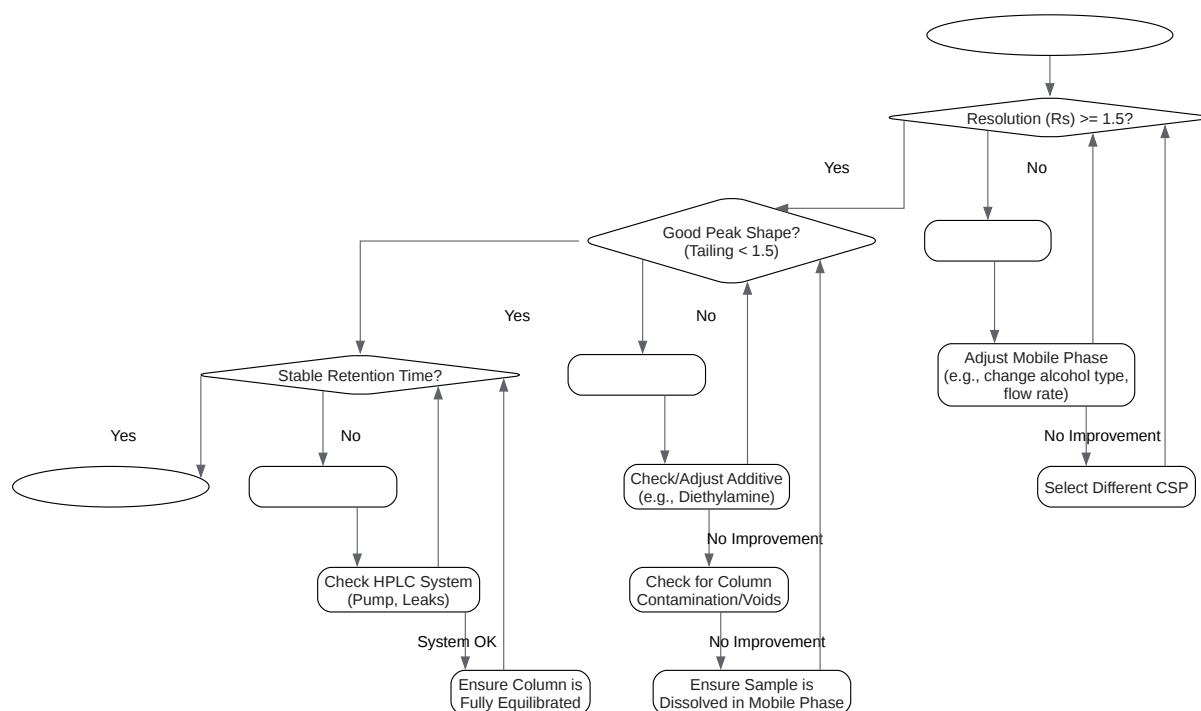 Resolution (Rs) >= 1.5?
Yes
No
Good Peak Shape?
(Tailing < 1.5)
Yes
No
Adjust Mobile Phase
(e.g., change alcohol type,
flow rate)
Stable Retention Time?
Yes
No
No Improvement
Check/Adjust Additive
(e.g., Diethylamine)
Select Different CSP
No Improvement
Check HPLC System
(Pump, Leaks)
Check for Column
Contamination/Voids
System OK
No Improvement
Ensure Column is
Fully Equilibrated
Ensure Sample is
Dissolved in Mobile Phase